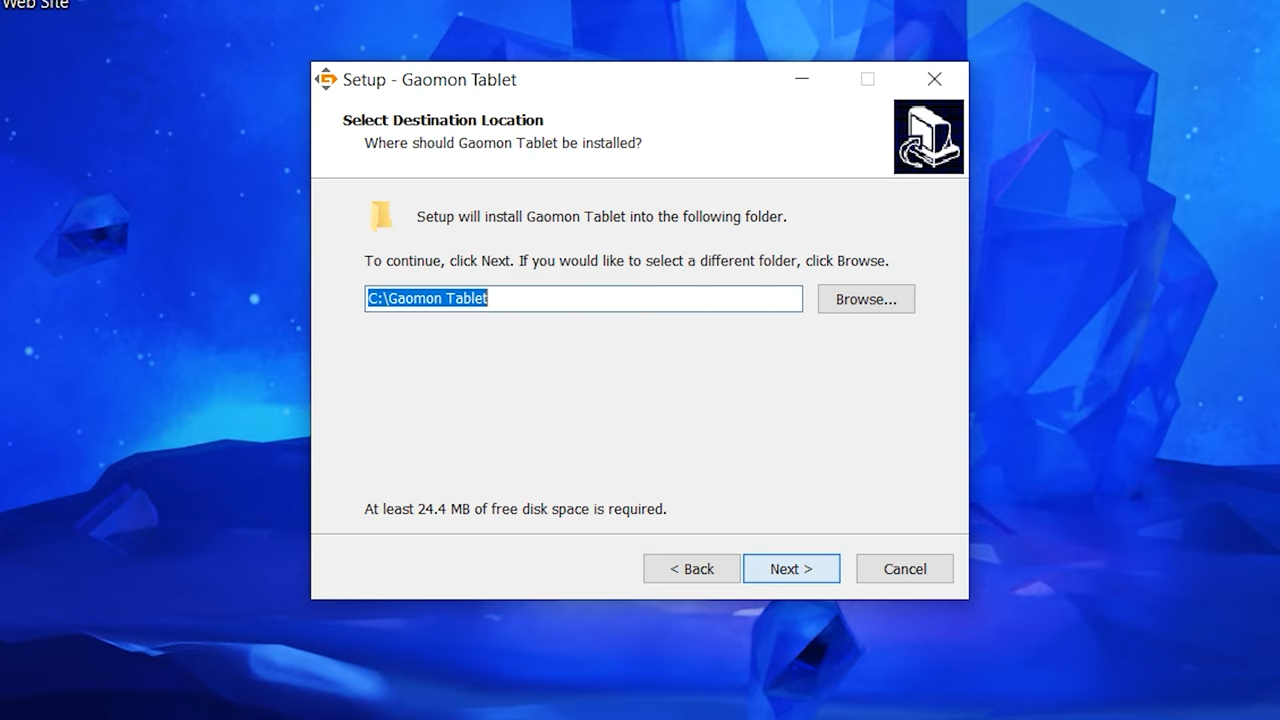 Web Site
Setup - Gaomon Tablet
Select Destination Location
Where should Gaomon Tablet be installed?
Setup will install Gaomon Tablet into the following folder.
To continue, click Next. If you would like to select a different folder, click Browse.
C:\Gaomon Tablet
Browse...
At least 24.4 MB of free disk space is required.
< Back
Next >
Cancel